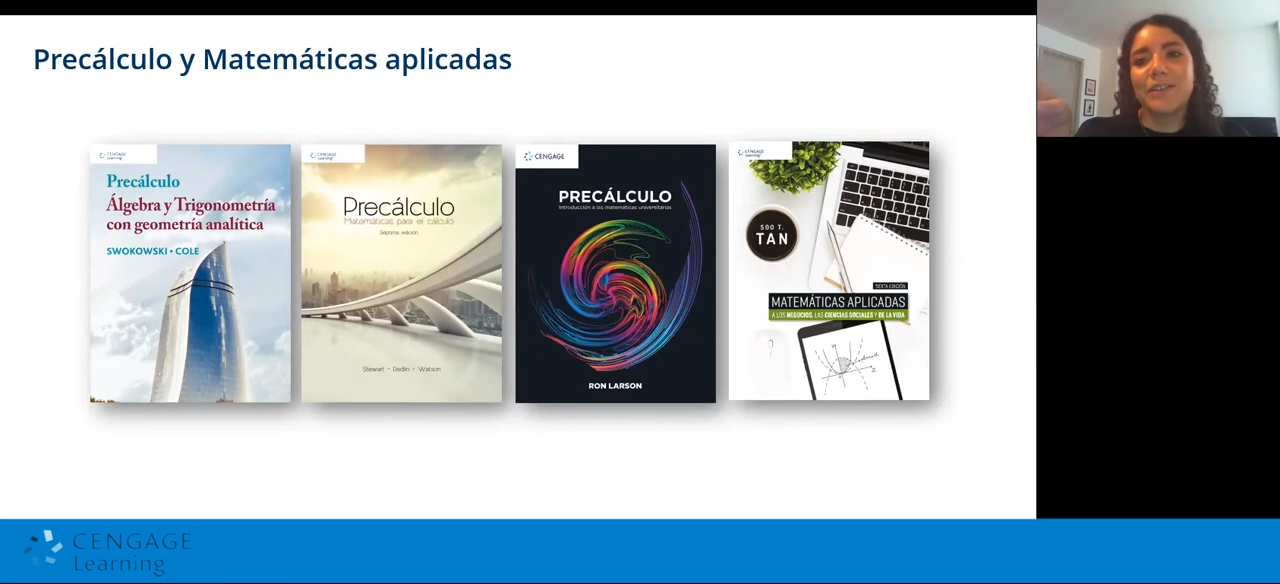 Precálculo y Matemáticas aplicadas
CENGAGE
Learning
Precálculo
Álgebra y Trigonometría
con geometría analítica
SWOKOWSKI • COLE
CENGAGE
Learning
Precálculo
Matemáticas para el cálculo
Séptima edición
Stewart • Redlin • Watson
CENGAGE
PRECÁLCULO
Introducción a las matemáticas universitarias
RON LARSON
CENGAGE
Learning
SOO T.
TAN
SEXTA EDICIÓN
MATEMÁTICAS APLICADAS
A LOS NEGOCIOS, LAS CIENCIAS SOCIALES Y DE LA VIDA
CENGAGE
Learning